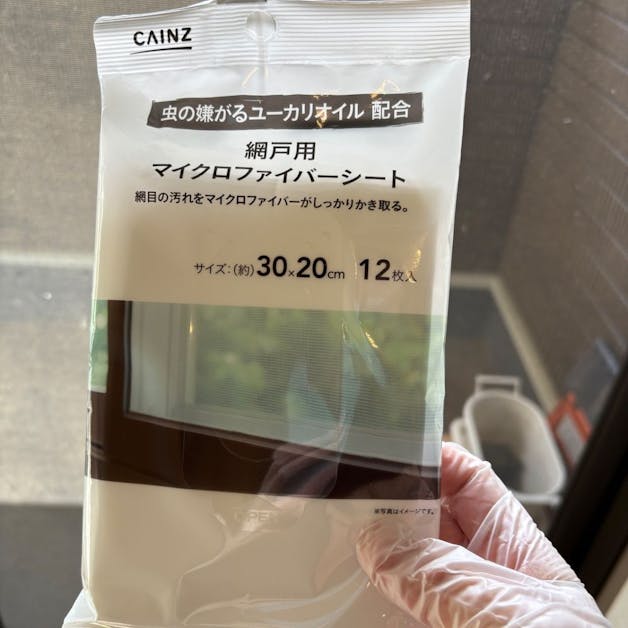 CAINZ
虫の嫌がるユーカリオイル 配合
網戸用
マイクロファイバーシート
網目の汚れをマイクロファイバーがしっかりかき取る。
サイズ:(約)30×20cm 12枚入
OPEN
※写真はイメージです。